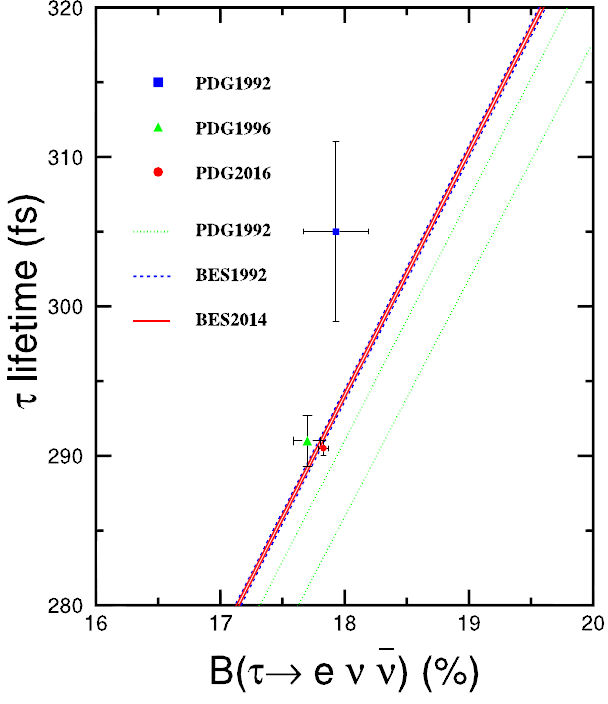 320
310
300
290
280
τ lifetime (fs)
PDG1992
PDG1996
PDG2016
PDG1992
BES1992
BES2014
16 17 18 19 20
B(τ→ e ν ν̄) (%)